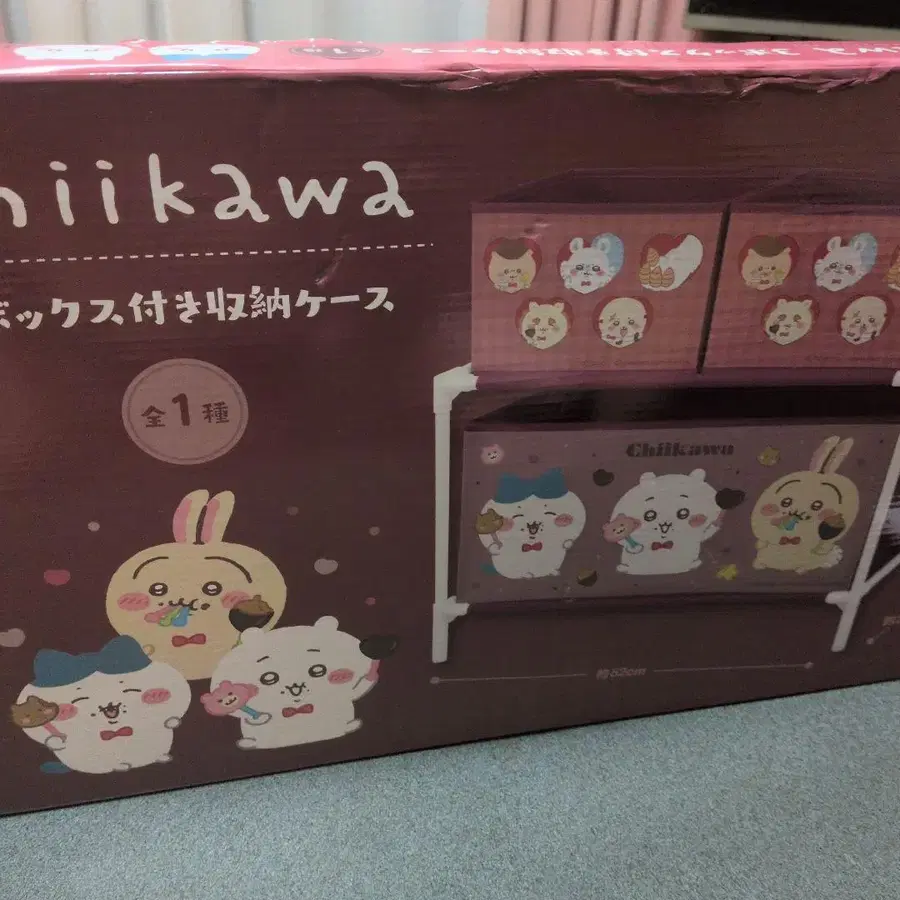 hiikawa
ボックス付き収納ケース
全1種
Chiikawa
約52cm